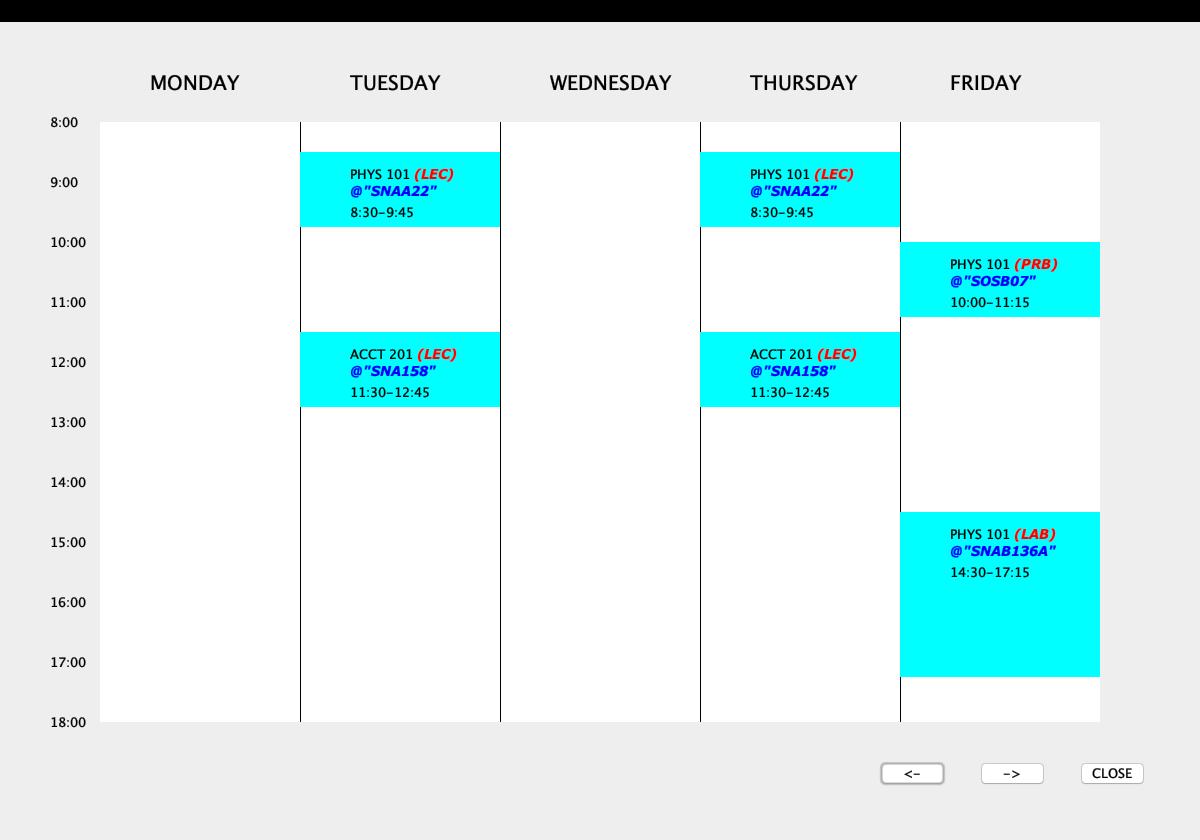 MONDAY TUESDAY WEDNESDAY THURSDAY FRIDAY
8:00
PHYS 101 (LEC)
@"SNAA22"
8:30-9:45
PHYS 101 (LEC)
@"SNAA22"
8:30-9:45
9:00
10:00
PHYS 101 (PRB)
@"SOSB07"
10:00-11:15
11:00
ACCT 201 (LEC)
@"SNA158"
11:30-12:45
ACCT 201 (LEC)
@"SNA158"
11:30-12:45
12:00
13:00
14:00
PHYS 101 (LAB)
@"SNAB136A"
14:30-17:15
15:00
16:00
17:00
18:00
<- -> CLOSE